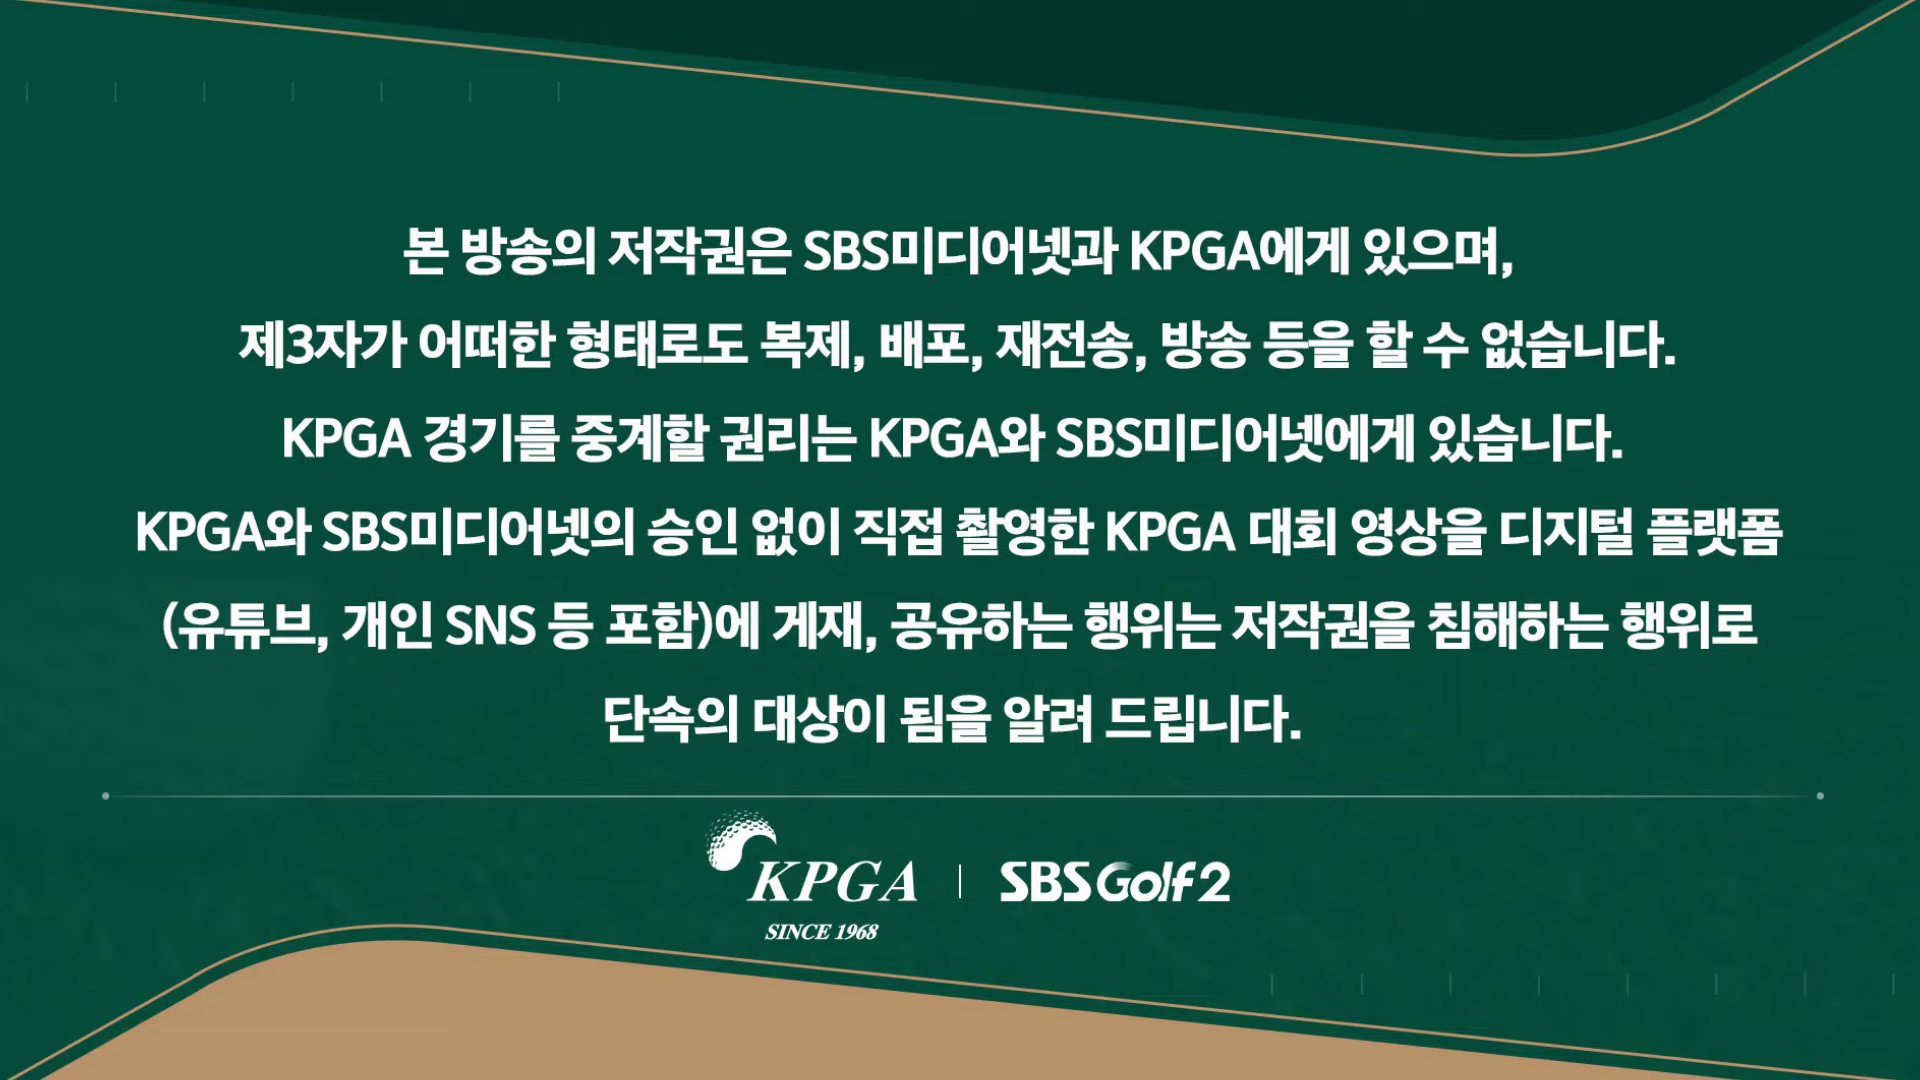 본 방송의 저작권은 SBS미디어넷과 KPGA에게 있으며,
제3자가 어떠한 형태로도 복제, 배포, 재전송, 방송 등을 할 수 없습니다.
KPGA 경기를 중계할 권리는 KPGA와 SBS미디어넷에게 있습니다.
KPGA와 SBS미디어넷의 승인 없이 직접 촬영한 KPGA 대회 영상을 디지털 플랫폼
(유튜브, 개인 SNS 등 포함)에 게재, 공유하는 행위는 저작권을 침해하는 행위로
단속의 대상이 됨을 알려 드립니다.
KPGA | SBS Golf 2
SINCE 1968